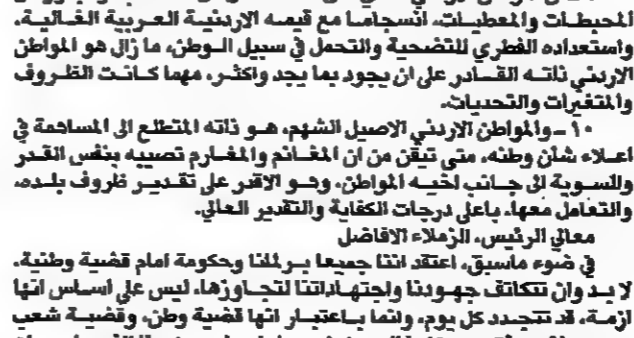 المحبطات والمعطيات، انسجاما مع قيمه الاردنية العربية الغالية.
واستعداده الفطري للتضحية والتحمل في سبيل الوطن، ما زال هو المواطن
الاردني ذاته القادر على ان يجود بما يجد واكثر، مهما كانت الظروف
والمتغيرات والتحديات.
١٠ - والمواطن الاردني الاصيل الشهم، هو ذاته المتطلع الى المساهمة في
اعلاء شأن وطنه، متى تيقن من ان المغانم والمغارم تصيبه بنفس القدر
والسوية الى جانب اخيه المواطن، وهو الاقدر على تقدير ظروف بلده،
والتعامل معها، باعلى درجات الكفاية والتقدير العالي.
معالي الرئيس، الزملاء الافاضل
في ضوء ماسبق، اعتقد اننا جميعا برلمانا وحكومة امام قضية وطنية.
لا بد وان تتكاتف جهودنا واجتهاداتنا لتجاوزها، ليس على اساس انها
ازمة، قد تتجدد كل يوم، وانما باعتبار انها قضية وطن، وقضية شعب